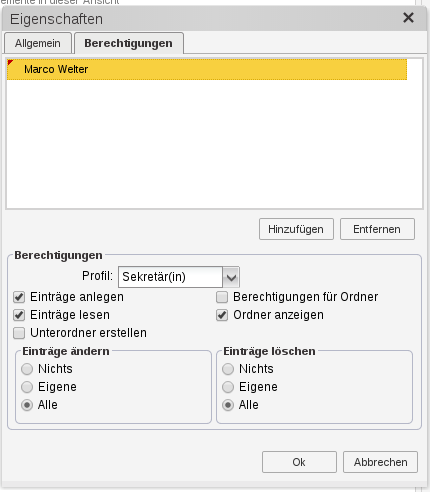 emente in dieser Ansicht
Eigenschaften
Allgemein Berechtigungen
Marco Welter
Hinzufügen Entfernen
Berechtigungen
Profil: Sekretär(in)
Einträge anlegen Berechtigungen für Ordner
Einträge lesen Ordner anzeigen
Unterordner erstellen
Einträge ändern Einträge löschen
Nichts Nichts
Eigene Eigene
Alle Alle
Ok Abbrechen